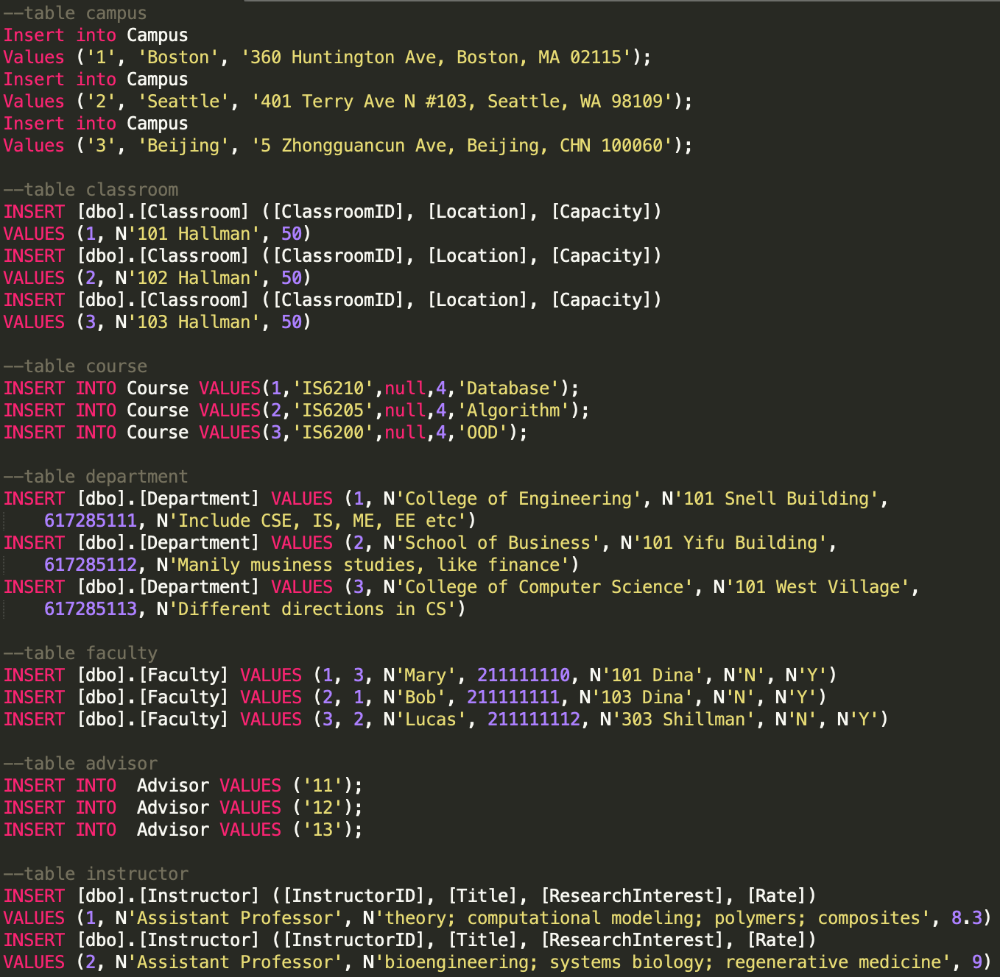 --table campus
Insert into Campus
Values ('1', 'Boston', '360 Huntington Ave, Boston, MA 02115');
Insert into Campus
Values ('2', 'Seattle', '401 Terry Ave N #103, Seattle, WA 98109');
Insert into Campus
Values ('3', 'Beijing', '5 Zhongguancun Ave, Beijing, CHN 100060');
--table classroom
INSERT [dbo].[Classroom] ([ClassroomID], [Location], [Capacity])
VALUES (1, N'101 Hallman', 50)
INSERT [dbo].[Classroom] ([ClassroomID], [Location], [Capacity])
VALUES (2, N'102 Hallman', 50)
INSERT [dbo].[Classroom] ([ClassroomID], [Location], [Capacity])
VALUES (3, N'103 Hallman', 50)
--table course
INSERT INTO Course VALUES(1,'IS6210',null,4,'Database');
INSERT INTO Course VALUES(2,'IS6205',null,4,'Algorithm');
INSERT INTO Course VALUES(3,'IS6200',null,4,'OOD');
--table department
INSERT [dbo].[Department] VALUES (1, N'College of Engineering', N'101 Snell Building',
617285111, N'Include CSE, IS, ME, EE etc')
INSERT [dbo].[Department] VALUES (2, N'School of Business', N'101 Yifu Building',
617285112, N'Manily musiness studies, like finance')
INSERT [dbo].[Department] VALUES (3, N'College of Computer Science', N'101 West Village',
617285113, N'Different directions in CS')
--table faculty
INSERT [dbo].[Faculty] VALUES (1, 3, N'Mary', 211111110, N'101 Dina', N'N', N'Y')
INSERT [dbo].[Faculty] VALUES (2, 1, N'Bob', 211111111, N'103 Dina', N'N', N'Y')
INSERT [dbo].[Faculty] VALUES (3, 2, N'Lucas', 211111112, N'303 Shillman', N'N', N'Y')
--table advisor
INSERT INTO  Advisor VALUES ('11');
INSERT INTO  Advisor VALUES ('12');
INSERT INTO  Advisor VALUES ('13');
--table instructor
INSERT [dbo].[Instructor] ([InstructorID], [Title], [ResearchInterest], [Rate])
VALUES (1, N'Assistant Professor', N'theory; computational modeling; polymers; composites', 8.3)
INSERT [dbo].[Instructor] ([InstructorID], [Title], [ResearchInterest], [Rate])
VALUES (2, N'Assistant Professor', N'bioengineering; systems biology; regenerative medicine', 9)